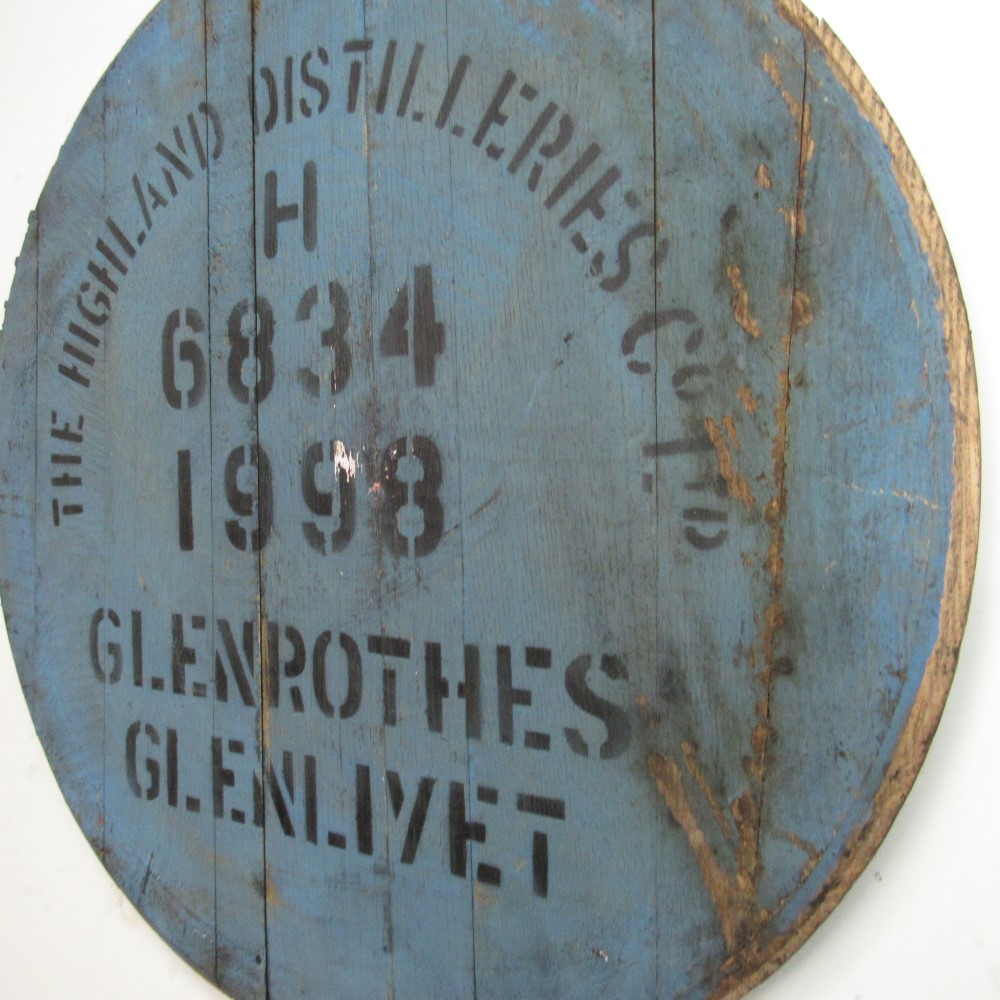 THE HIGHLAND DISTILLERIES Co LTD
H
6834
1998
GLENROTHES
GLENLIVET